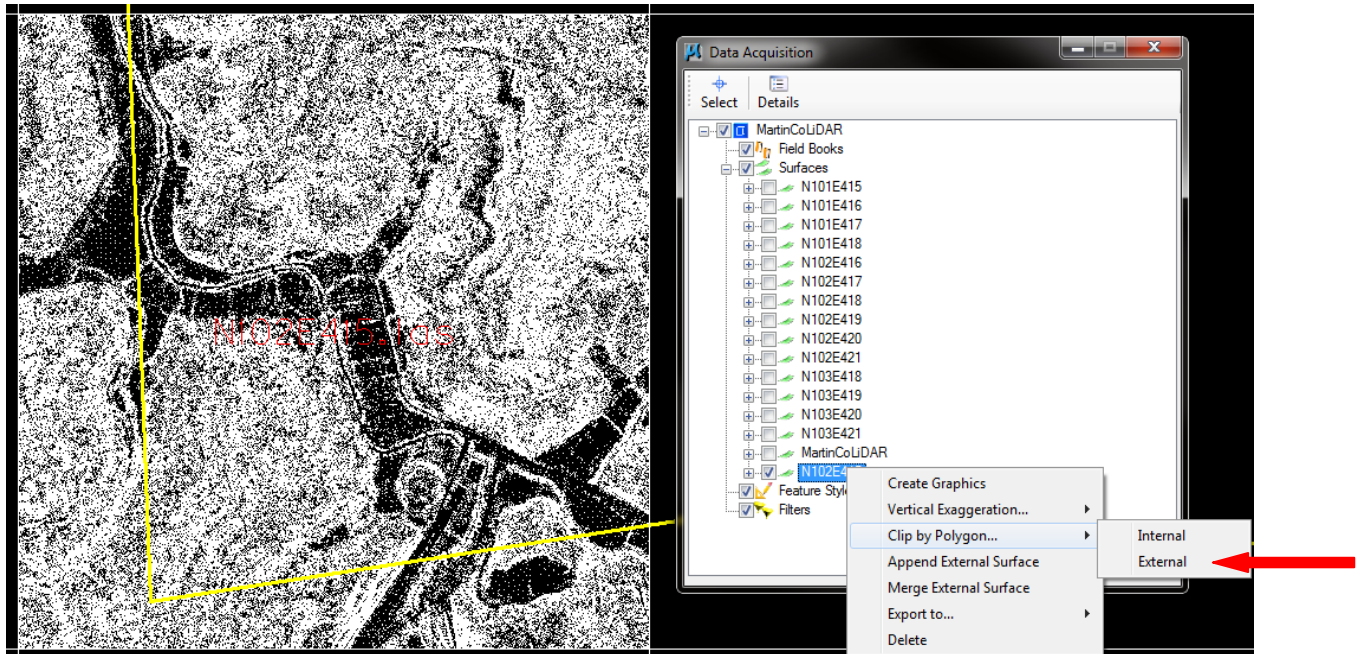 N102E415.las
Data Acquisition
Select
Details
MartinCoLiDAR
Field Books
Surfaces
N101E415
N101E416
N101E417
N101E418
N102E416
N102E417
N102E418
N102E419
N102E420
N102E421
N103E418
N103E419
N103E420
N103E421
MartinCoLiDAR
N102E4
Feature Style
Filters
Create Graphics
Vertical Exaggeration...
Clip by Polygon...
Append External Surface
Merge External Surface
Export to...
Delete
Internal
External